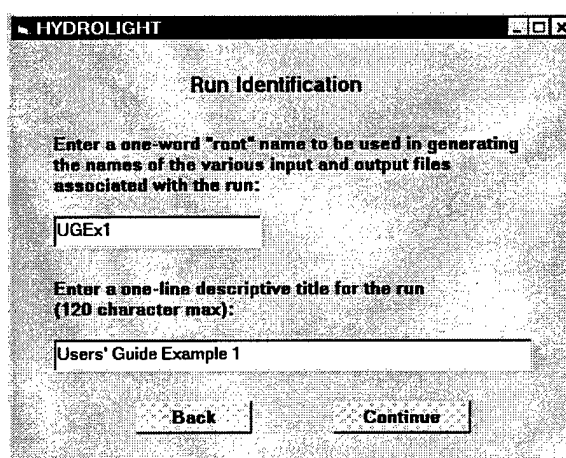 HYDROLIGHT
Run Identification
Enter a one-word "root" name to be used in generating
the names of the various input and output files
associated with the run:
UGEx1
Enter a one-line descriptive title for the run
(120 character max):
Users' Guide Example 1
Back Continue